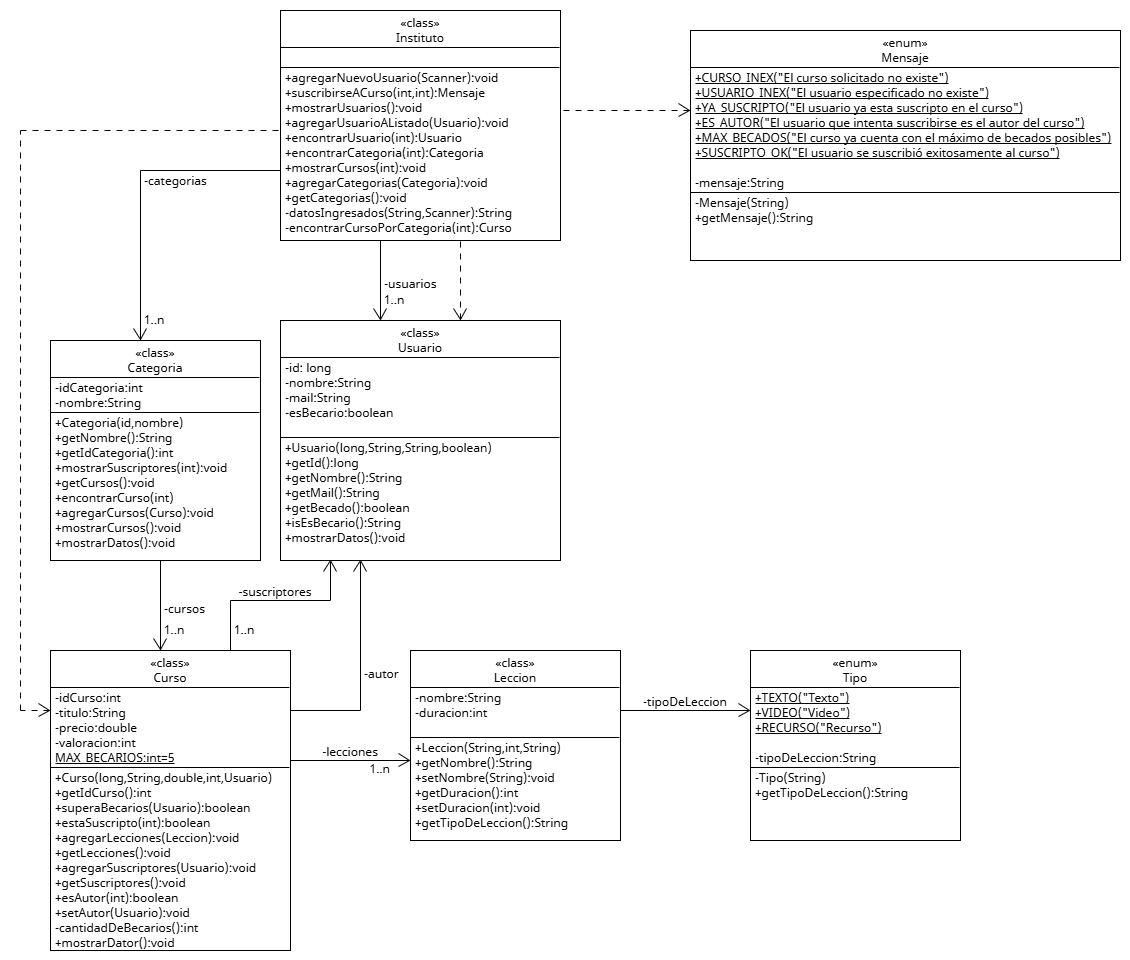 «class»
Instituto
+agregarNuevoUsuario(Scanner):void
+suscribirseACurso(int,int):Mensaje
+mostrarUsuarios():void
+agregarUsuarioAListado(Usuario):void
+encontrarUsuario(int):Usuario
+encontrarCategoria(int):Categoria
+mostrarCursos(int):void
+agregarCategorias(Categoria):void
+getCategorias():void
-datosIngresados(String,Scanner):String
-encontrarCursoPorCategoria(int):Curso
«enum»
Mensaje
+CURSO_INEX("El curso solicitado no existe")
+USUARIO_INEX("El usuario especificado no existe")
+YA_SUSCRIPTO("El usuario ya esta suscripto en el curso")
+ES_AUTOR("El usuario que intenta suscribirse es el autor del curso")
+MAX_BECADOS("El curso ya cuenta con el máximo de becados posibles")
+SUSCRIPTO_OK("El usuario se suscribió exitosamente al curso")
-mensaje:String
-Mensaje(String)
+getMensaje():String
-categorias
1..n
-usuarios
1..n
«class»
Categoria
-idCategoria:int
-nombre:String
+Categoria(id,nombre)
+getNombre():String
+getIdCategoria():int
+mostrarSuscriptores(int):void
+getCursos():void
+encontrarCurso(int)
+agregarCursos(Curso):void
+mostrarCursos():void
+mostrarDatos():void
«class»
Usuario
-id: long
-nombre:String
-mail:String
-esBecario:boolean
+Usuario(long,String,String,boolean)
+getId():long
+getNombre():String
+getMail():String
+getBecado():boolean
+isEsBecario():String
+mostrarDatos():void
-cursos
1..n
-suscriptores
1..n
-autor
«class»
Curso
-idCurso:int
-titulo:String
-precio:double
-valoracion:int
MAX_BECARIOS:int=5
+Curso(long,String,double,int,Usuario)
+getIdCurso():int
+superaBecarios(Usuario):boolean
+estaSuscripto(int):boolean
+agregarLecciones(Leccion):void
+getLecciones():void
+agregarSuscriptores(Usuario):void
+getSuscriptores():void
+esAutor(int):boolean
+setAutor(Usuario):void
-cantidadDeBecarios():int
+mostrarDator():void
-lecciones
1..n
«class»
Leccion
-nombre:String
-duracion:int
+Leccion(String,int,String)
+getNombre():String
+setNombre(String):void
+getDuracion():int
+setDuracion(int):void
+getTipoDeLeccion():String
-tipoDeLeccion
«enum»
Tipo
+TEXTO("Texto")
+VIDEO("Video")
+RECURSO("Recurso")
-tipoDeLeccion:String
-Tipo(String)
+getTipoDeLeccion():String